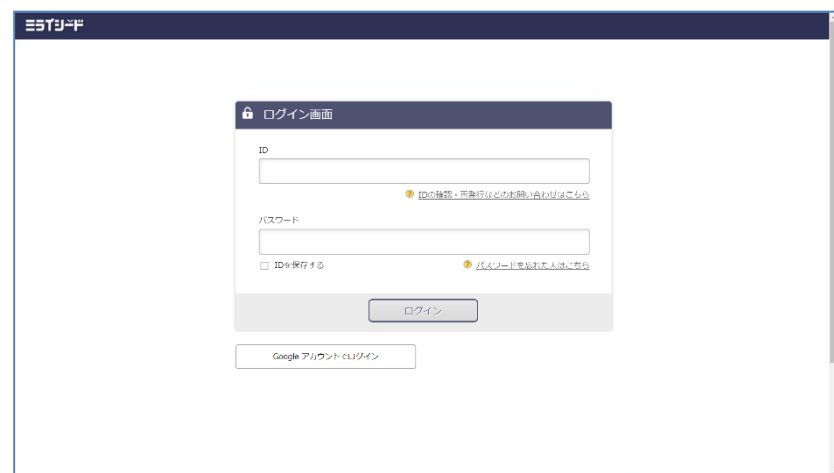 ミライシード
ログイン画面
ID
IDの確認・再発行などのお問い合わせはこちら
パスワード
IDを保存する
パスワードを忘れた人はこちら
ログイン
Google アカウントでログイン